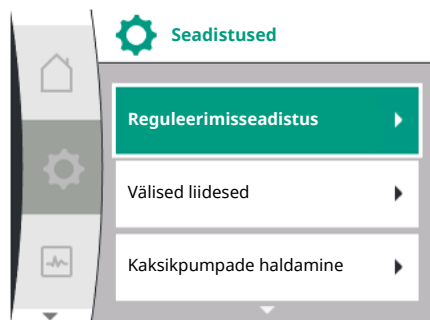 Seadistused
Reguleerimisseadistus
Välised liidesed
Kaksikpumpade haldamine